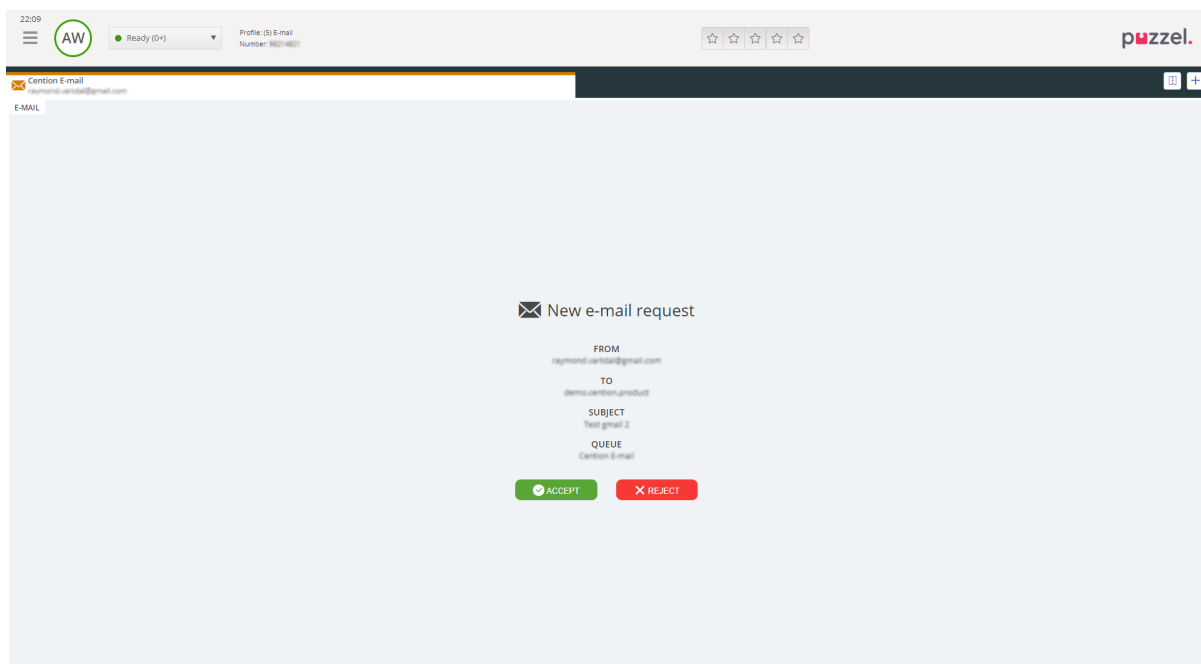 22:09
AW
Ready (0+)
Profile: (5) E-mail
Number:
puzzel.
Cention E-mail
raymond.vartdal@gmail.com
E-MAIL
New e-mail request
FROM
raymond.vartdal@gmail.com
TO
demo.cention.product
SUBJECT
Test gmail 2
QUEUE
Cention E-mail
ACCEPT
REJECT